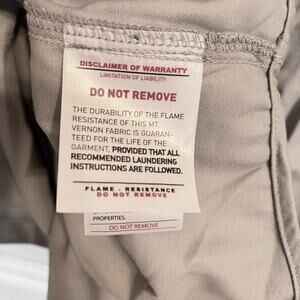 DISCLAIMER OF WARRANTY
LIMITATION OF LIABILITY
DO NOT REMOVE
THE DURABILITY OF THE FLAME
RESISTANCE OF THIS MT.
VERNON FABRIC IS GUARAN-
TEED FOR THE LIFE OF THE
GARMENT, PROVIDED THAT ALL
RECOMMENDED LAUNDERING
INSTRUCTIONS ARE FOLLOWED.
FLAME - RESISTANCE
DO NOT REMOVE
PROPERTIES.
DO NOT REMOVE